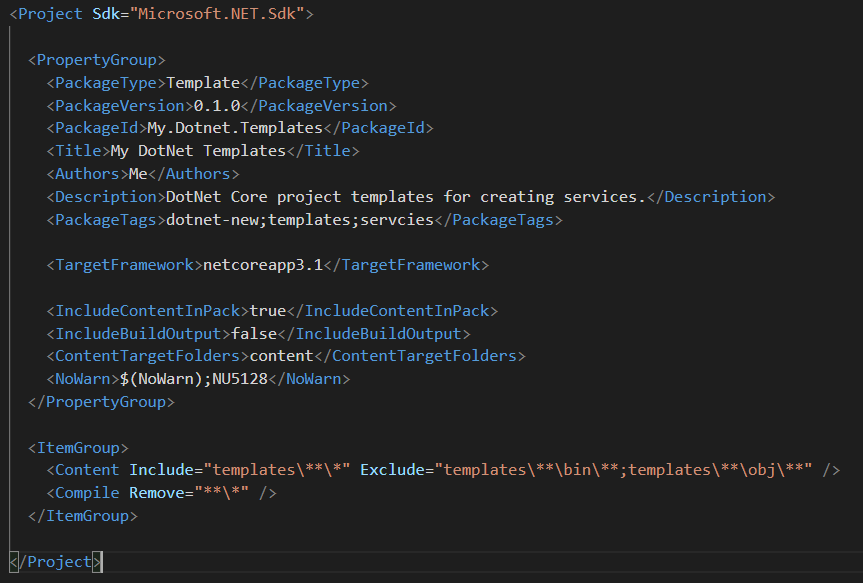 <Project Sdk="Microsoft.NET.Sdk">
<PropertyGroup>
<PackageType>Template</PackageType>
<PackageVersion>0.1.0</PackageVersion>
<PackageId>My.Dotnet.Templates</PackageId>
<Title>My DotNet Templates</Title>
<Authors>Me</Authors>
<Description>DotNet Core project templates for creating services.</Description>
<PackageTags>dotnet-new;templates;servcies</PackageTags>
<TargetFramework>netcoreapp3.1</TargetFramework>
<IncludeContentInPack>true</IncludeContentInPack>
<IncludeBuildOutput>false</IncludeBuildOutput>
<ContentTargetFolders>content</ContentTargetFolders>
<NoWarn>$(NoWarn);NU5128</NoWarn>
</PropertyGroup>
<ItemGroup>
<Content Include="templates\**\*" Exclude="templates\**\bin\**;templates\**\obj\**" />
<Compile Remove="**\*" />
</ItemGroup>
</Project>